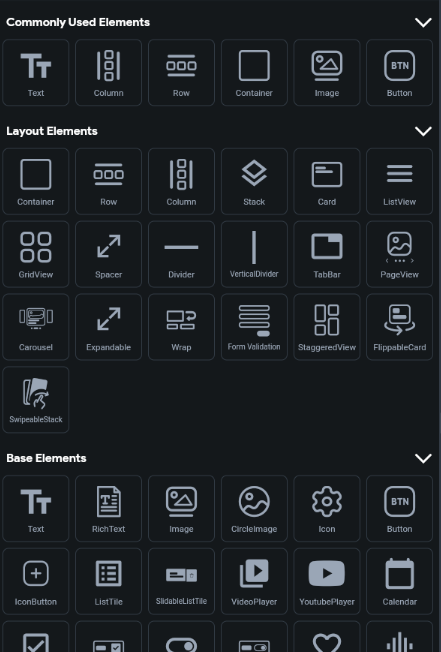 Commonly Used Elements
Text Column Row Container Image BTN Button
Layout Elements
Container Row Column Stack Card ListView
GridView Spacer Divider VerticalDivider TabBar PageView
Carousel Expandable Wrap Form Validation StaggeredView FlippableCard
SwipeableStack
Base Elements
Text RichText Image CircleImage Icon BTN Button
IconButton ListTile SlidableListTile VideoPlayer YoutubePlayer Calendar